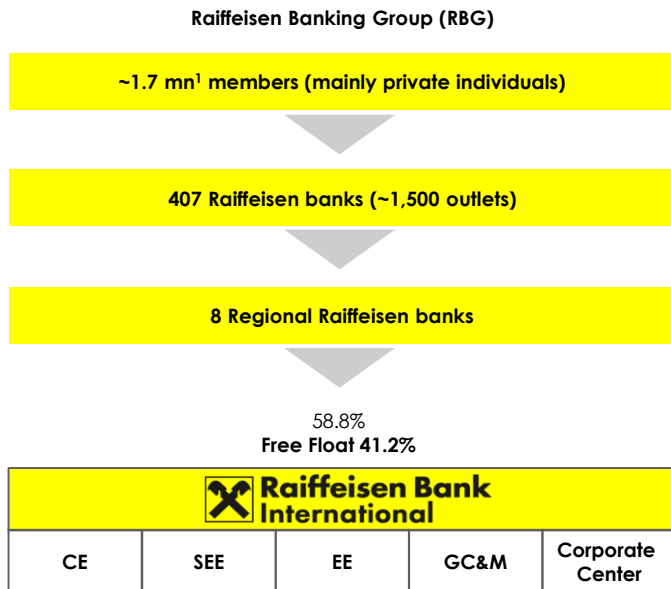 Raiffeisen Banking Group (RBG)
~1.7 mn¹ members (mainly private individuals)
407 Raiffeisen banks (~1,500 outlets)
8 Regional Raiffeisen banks
58.8%
Free Float 41.2%
Raiffeisen Bank
International
CE
SEE
EE
GC&M
Corporate
Center